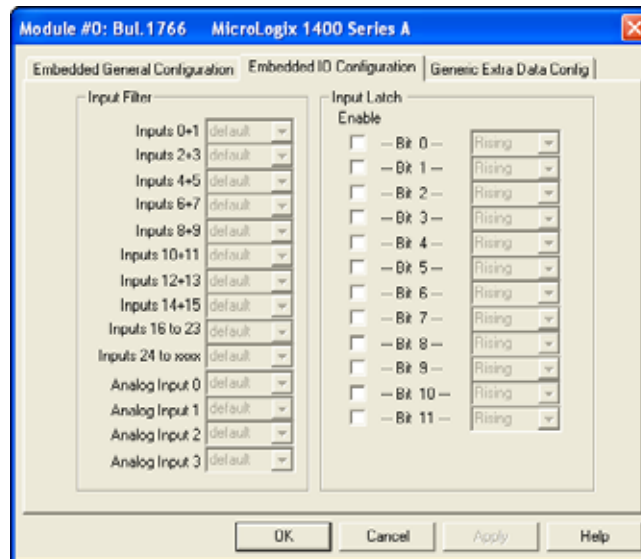 Module #0: Bul.1766 MicroLogix 1400 Series A
Embedded General Configuration Embedded IO Configuration Generic Extra Data Config
Input Filter
Inputs 0+1 default
Inputs 2+3 default
Inputs 4+5 default
Inputs 6+7 default
Inputs 8+9 default
Inputs 10+11 default
Inputs 12+13 default
Inputs 14+15 default
Inputs 16 to 23 default
Inputs 24 to xxxx default
Analog Input 0 default
Analog Input 1 default
Analog Input 2 default
Analog Input 3 default
Input Latch
Enable
-- Bit 0 -- Rising
-- Bit 1 -- Rising
-- Bit 2 -- Rising
-- Bit 3 -- Rising
-- Bit 4 -- Rising
-- Bit 5 -- Rising
-- Bit 6 -- Rising
-- Bit 7 -- Rising
-- Bit 8 -- Rising
-- Bit 9 -- Rising
-- Bit 10 -- Rising
-- Bit 11 -- Rising
OK Cancel Apply Help